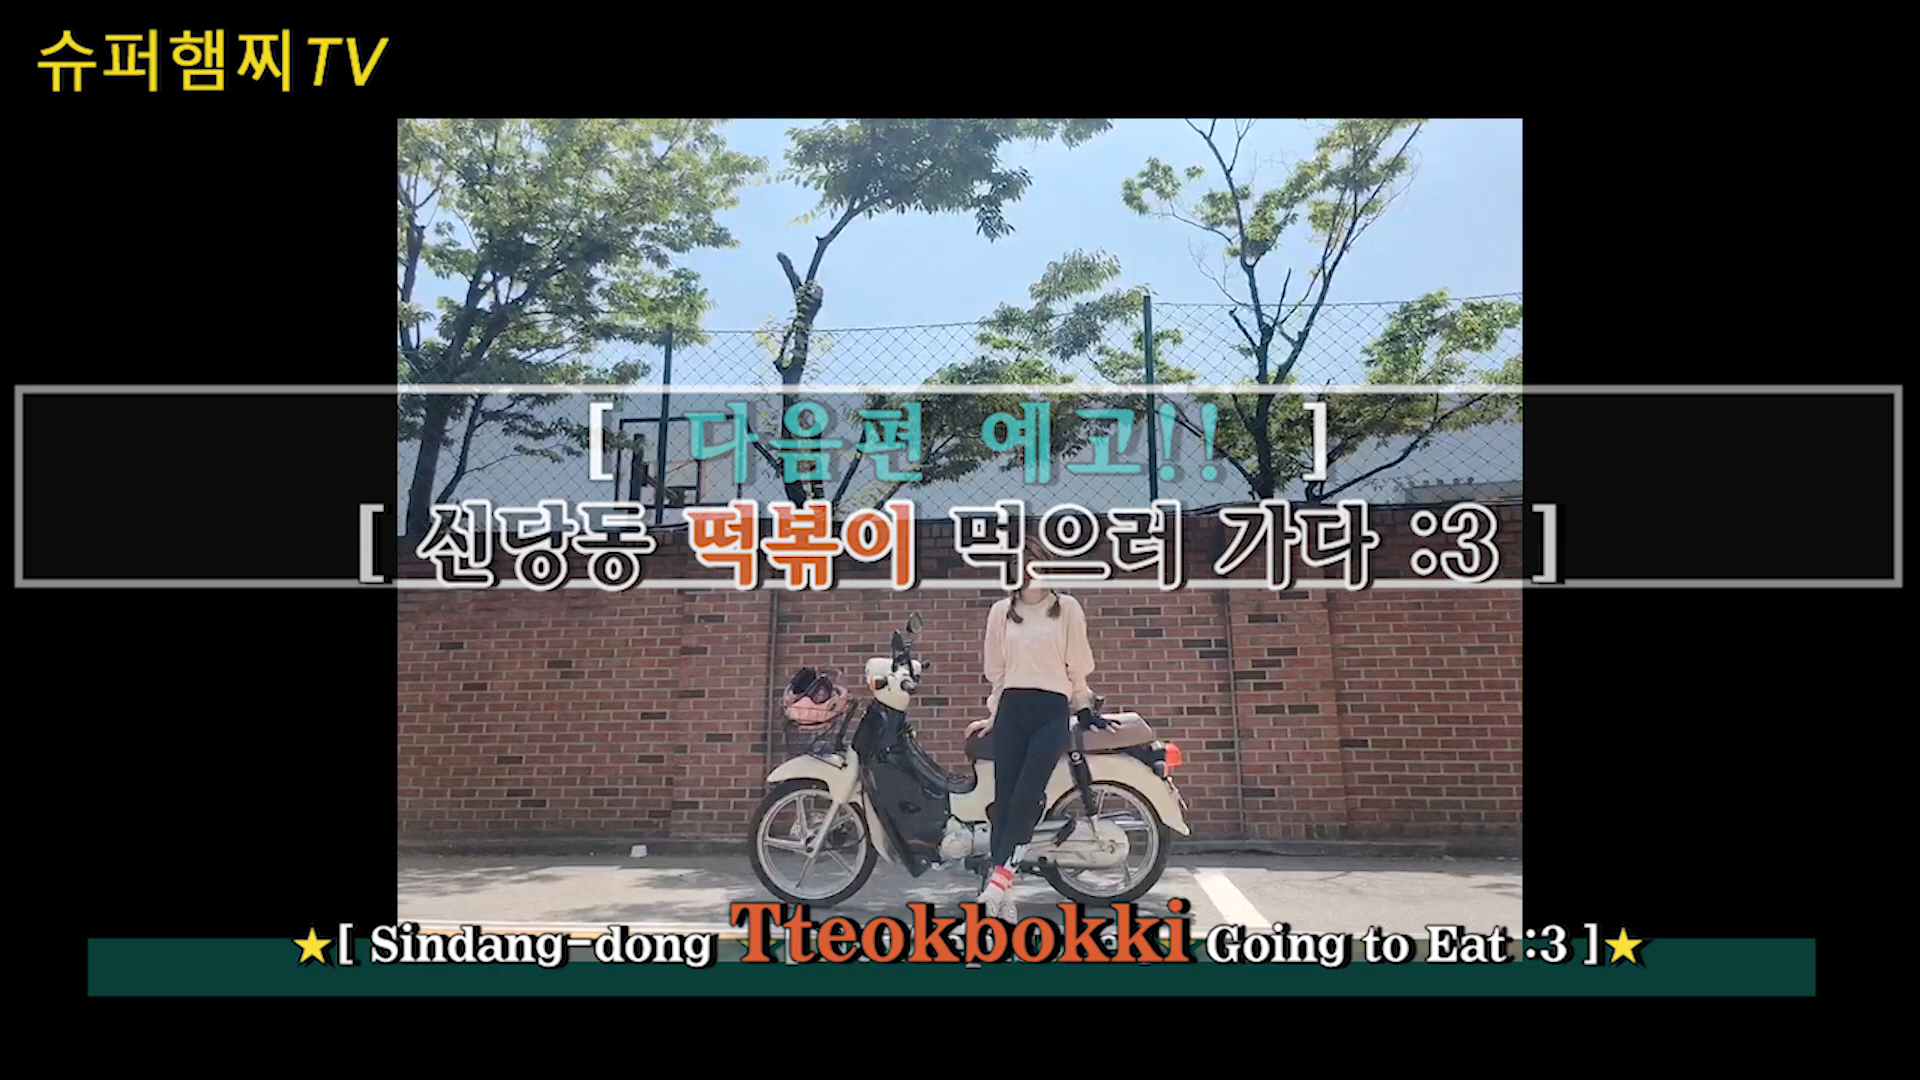 슈퍼햄찌TV
[ 다음편 예고!! ]
[ 신당동 떡볶이 먹으러 가다 :3 ]
★[ Sindang-dong Tteokbokki Going to Eat :3 ]★